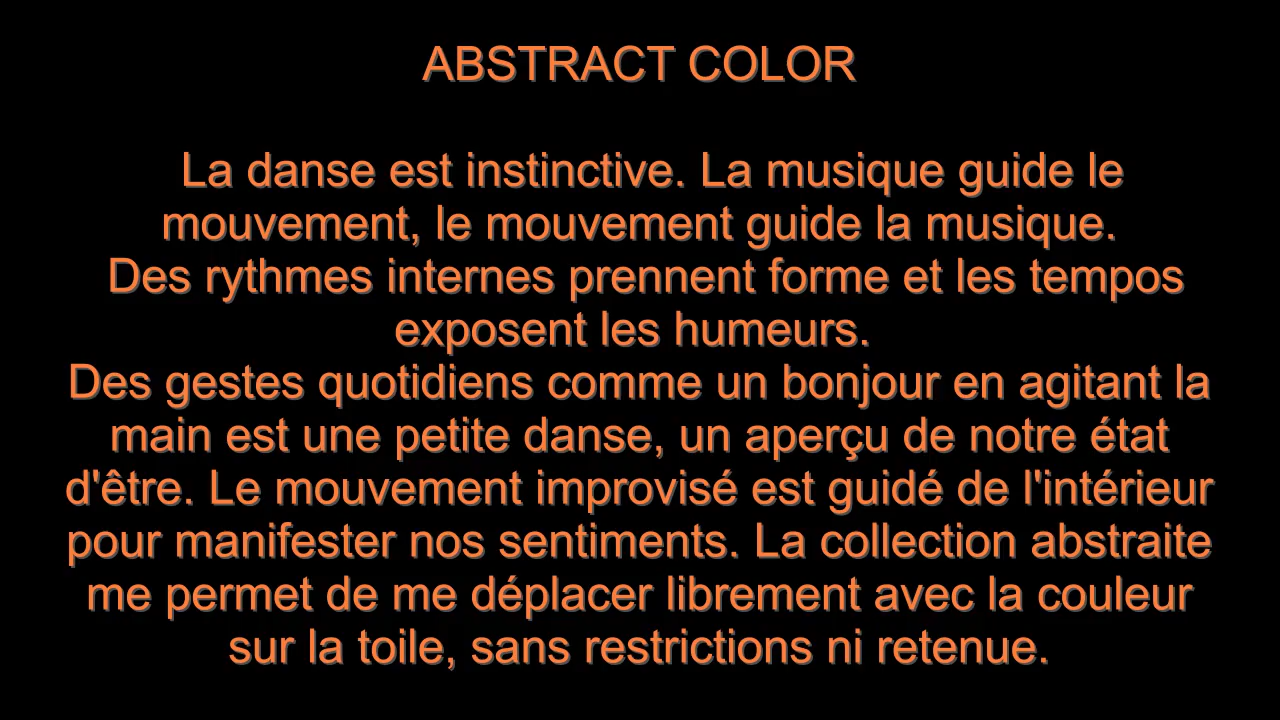 ABSTRACT COLOR
La danse est instinctive. La musique guide le
mouvement, le mouvement guide la musique.
Des rythmes internes prennent forme et les tempos
exposent les humeurs.
Des gestes quotidiens comme un bonjour en agitant la
main est une petite danse, un aperçu de notre état
d'être. Le mouvement improvisé est guidé de l'intérieur
pour manifester nos sentiments. La collection abstraite
me permet de me déplacer librement avec la couleur
sur la toile, sans restrictions ni retenue.